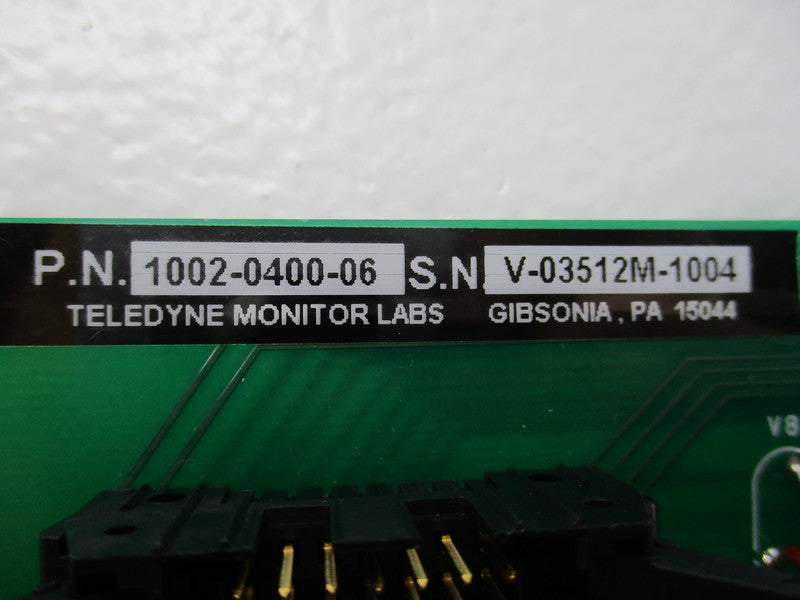 P.N. 1002-0400-06 S.N. V-03512M-1004
TELEDYNE MONITOR LABS GIBSONIA, PA 15044